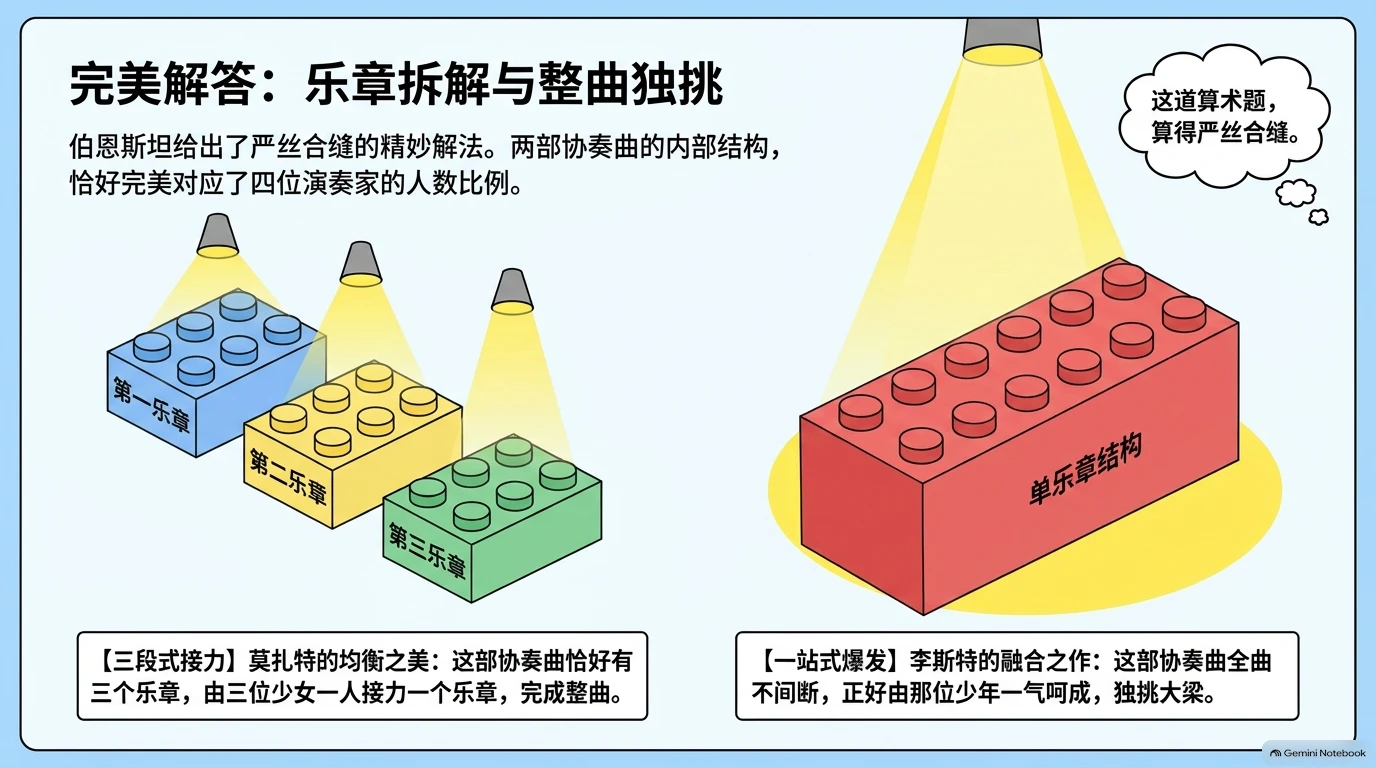 完美解答：乐章拆解与整曲独挑
伯恩斯坦给出了严丝合缝的精妙解法。两部协奏曲的内部结构，
恰好完美对应了四位演奏家的人数比例。
这道算术题，
算得严丝合缝。
第一乐章
第二乐章
第三乐章
单乐章结构
【三段式接力】莫扎特的均衡之美：这部协奏曲恰好有
三个乐章，由三位少女一人接力一个乐章，完成整曲。
【一站式爆发】李斯特的融合之作：这部协奏曲全曲
不间断，正好由那位少年一气呵成，独挑大梁。
Gemini Notebook